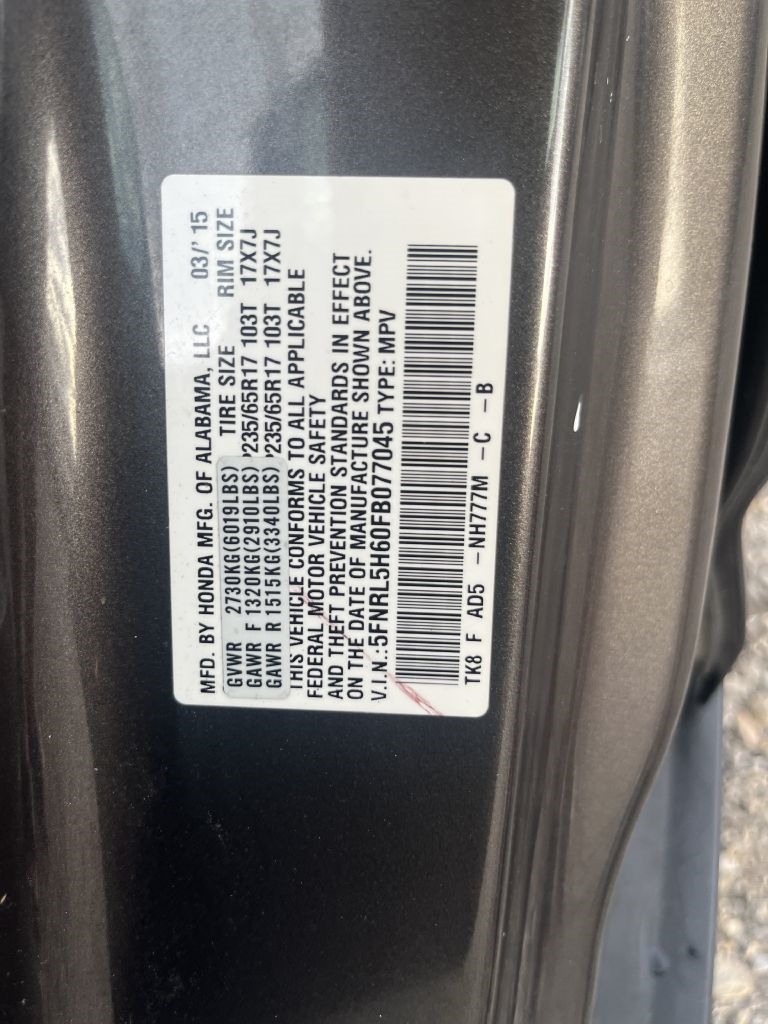 MFD. BY HONDA MFG. OF ALABAMA, LLC 03/' 15
TIRE SIZE RIM SIZE
GVWR 2730KG(6019LBS)
GAWR F 1320KG(2910LBS) P235/65R17 103T 17X7J
GAWR R 1515KG(3340LBS) P235/65R17 103T 17X7J
THIS VEHICLE CONFORMS TO ALL APPLICABLE
FEDERAL MOTOR VEHICLE SAFETY
AND THEFT PREVENTION STANDARDS IN EFFECT
ON THE DATE OF MANUFACTURE SHOWN ABOVE.
V.I.N.:5FNRL5H60FB077045 TYPE: MPV
TK8 F AD5 -NH777M -C -B